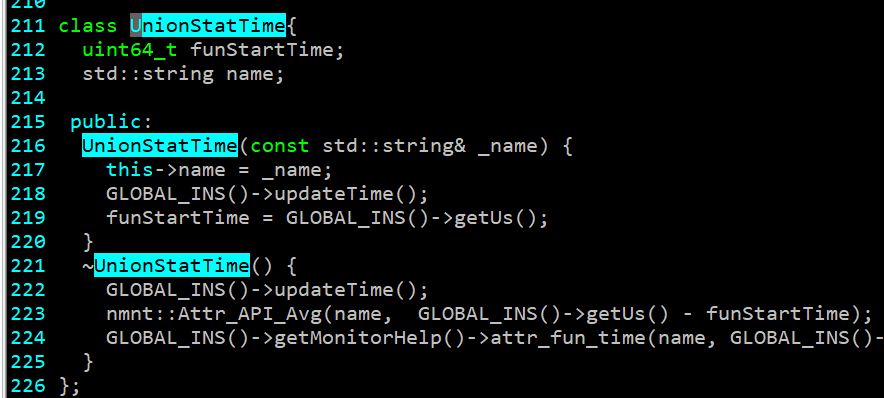 210
211 class UnionStatTime{
212   uint64_t funStartTime;
213   std::string name;
214
215  public:
216   UnionStatTime(const std::string& _name) {
217     this->name = _name;
218     GLOBAL_INS()->updateTime();
219     funStartTime = GLOBAL_INS()->getUs();
220   }
221   ~UnionStatTime() {
222     GLOBAL_INS()->updateTime();
223     nmnt::Attr_API_Avg(name,  GLOBAL_INS()->getUs() - funStartTime);
224     GLOBAL_INS()->getMonitorHelp()->attr_fun_time(name, GLOBAL_INS()-
225   }
226 };